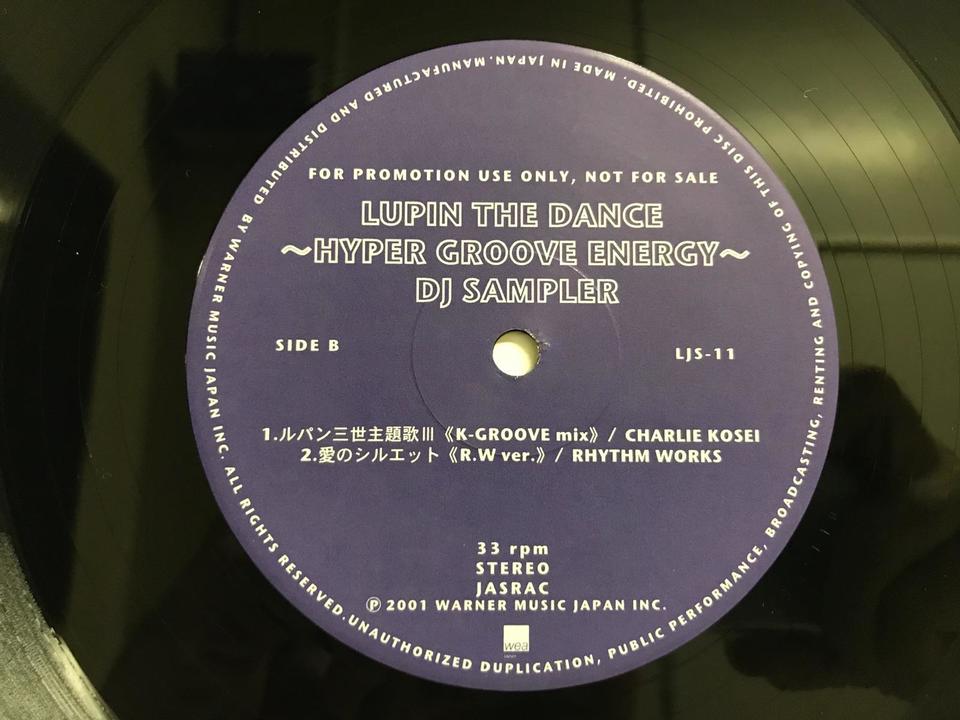 FOR PROMOTION USE ONLY, NOT FOR SALE
LUPIN THE DANCE
～HYPER GROOVE ENERGY～
DJ SAMPLER
SIDE B
LJS-11
1.ルパン三世主題歌Ⅲ《K-GROOVE mix》/ CHARLIE KOSEI
2.愛のシルエット《R.W ver.》/ RHYTHM WORKS
33 rpm
STEREO
JASRAC
Ⓟ 2001 WARNER MUSIC JAPAN INC.
wea
MANUFACTURED AND DISTRIBUTED BY WARNER MUSIC JAPAN INC. ALL RIGHTS RESERVED. UNAUTHORIZED DUPLICATION, PUBLIC PERFORMANCE, BROADCASTING, RENTING AND COPYING OF THIS DISC PROHIBITED. MADE IN JAPAN.